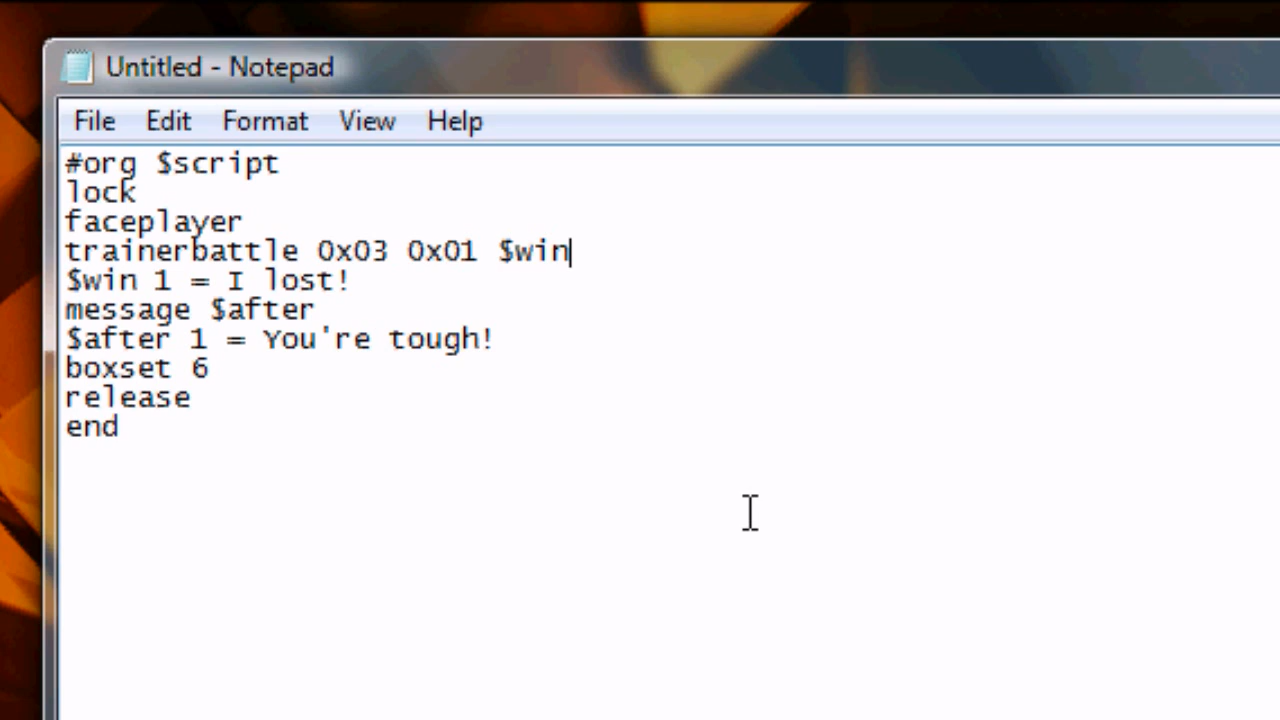 Untitled - Notepad
File Edit Format View Help
#org $script
lock
faceplayer
trainerbattle 0x03 0x01 $win
$win 1 = I lost!
message $after
$after 1 = You're tough!
boxset 6
release
end